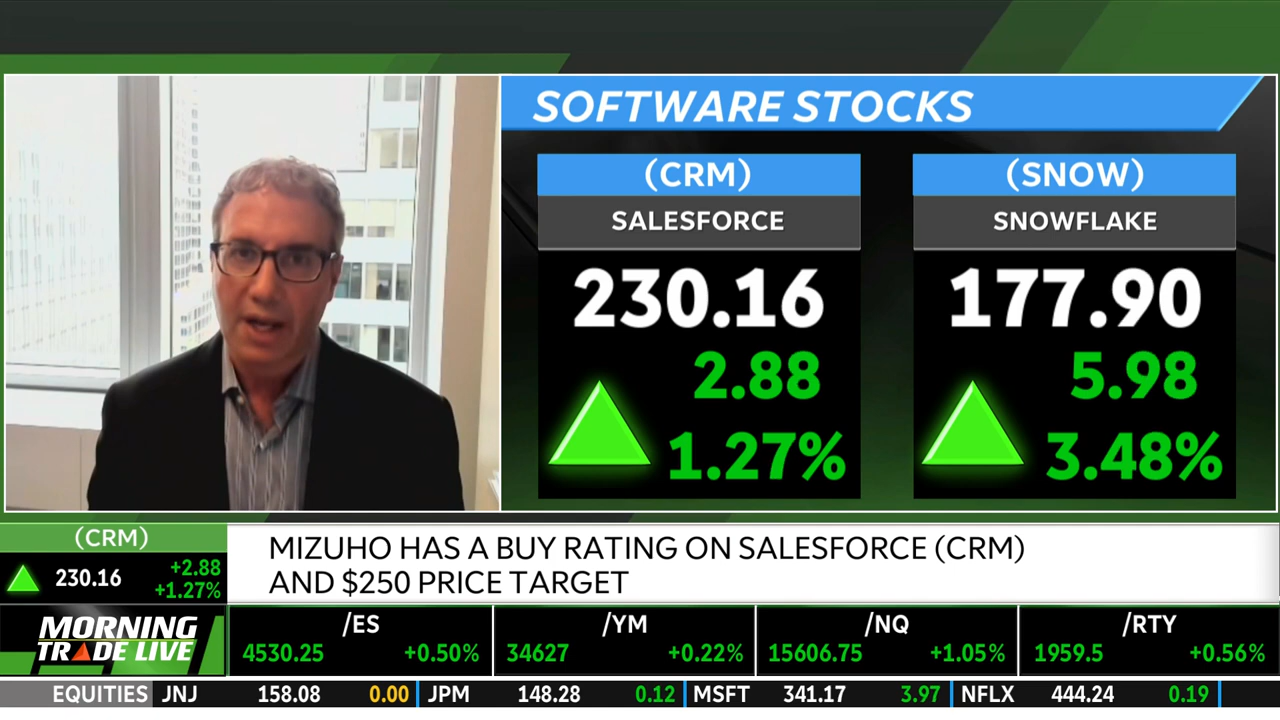 SOFTWARE STOCKS
(CRM)
SALESFORCE
230.16
2.88
1.27%
(SNOW)
SNOWFLAKE
177.90
5.98
3.48%
(CRM)
230.16
+2.88
+1.27%
MIZUHO HAS A BUY RATING ON SALESFORCE (CRM)
AND $250 PRICE TARGET
MORNING
TRADE LIVE
/ES
4530.25 +0.50%
/YM
34627 +0.22%
/NQ
15606.75 +1.05%
/RTY
1959.5 +0.56%
EQUITIES JNJ 158.08 0.00 JPM 148.28 0.12 MSFT 341.17 3.97 NFLX 444.24 0.19